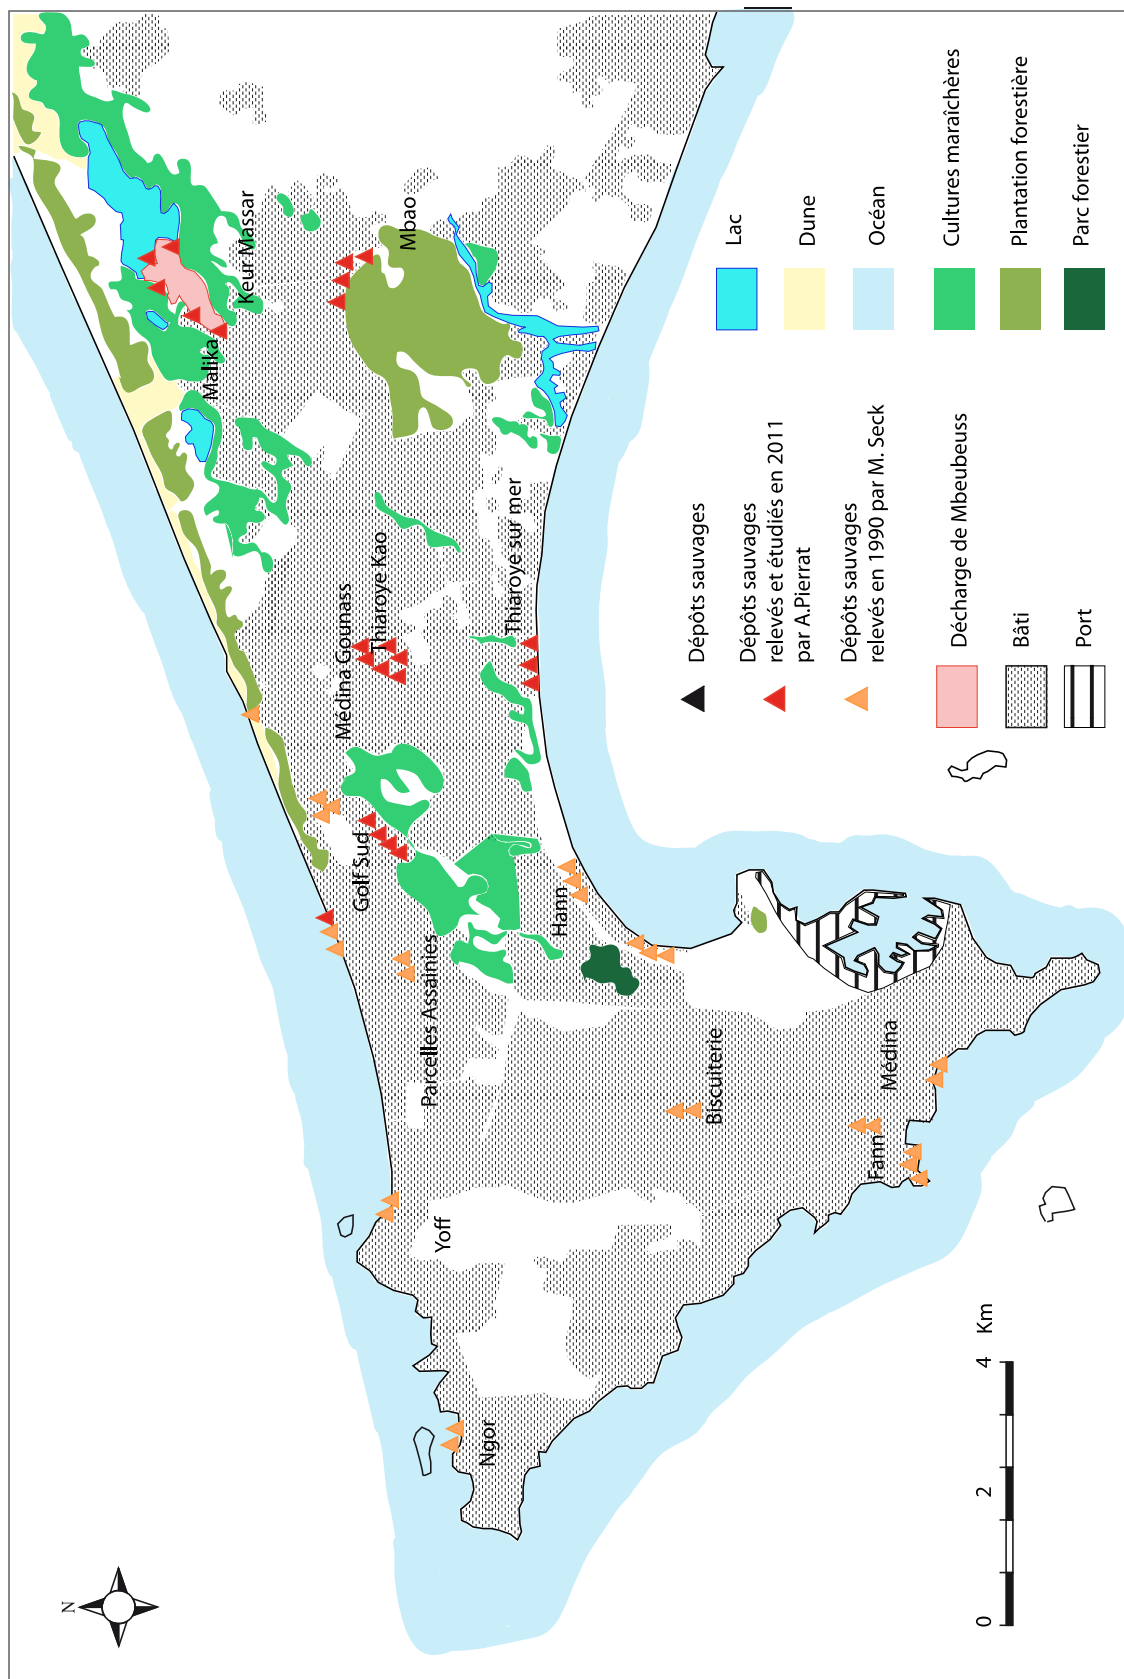 N
Ngor
Yoff
Parcelles Assainies
Golf Sud
Médina Gounass
Thiaroye Kao
Malika
Keur Massar
Mbao
Thiaroye sur mer
Hann
Biscuiterie
Fann
Médina
0 2 4 Km
Dépôts sauvages
Dépôts sauvages
relevés et étudiés en 2011
par A.Pierrat
Dépôts sauvages
relevés en 1990 par M. Seck
Décharge de Mbeubeuss
Bâti
Port
Lac
Dune
Océan
Cultures maraîchères
Plantation forestière
Parc forestier